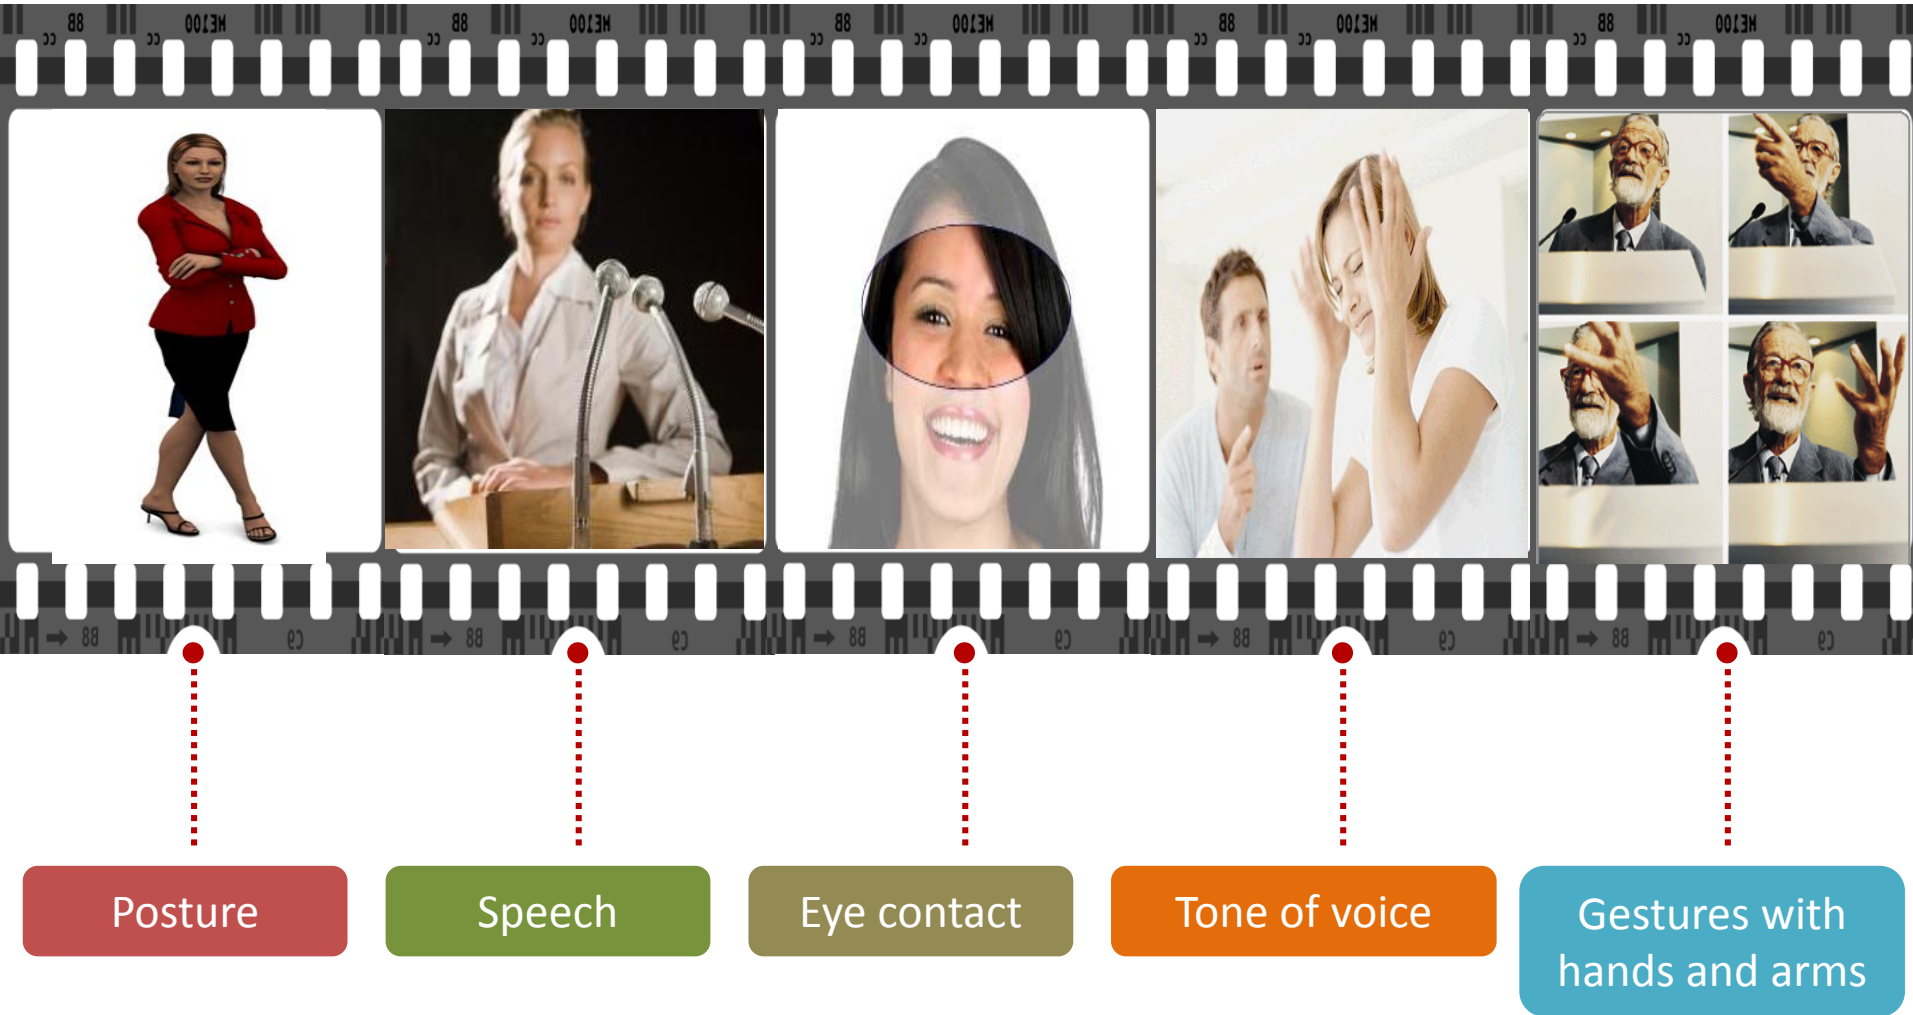 Posture
Speech
Eye contact
Tone of voice
Gestures with
hands and arms